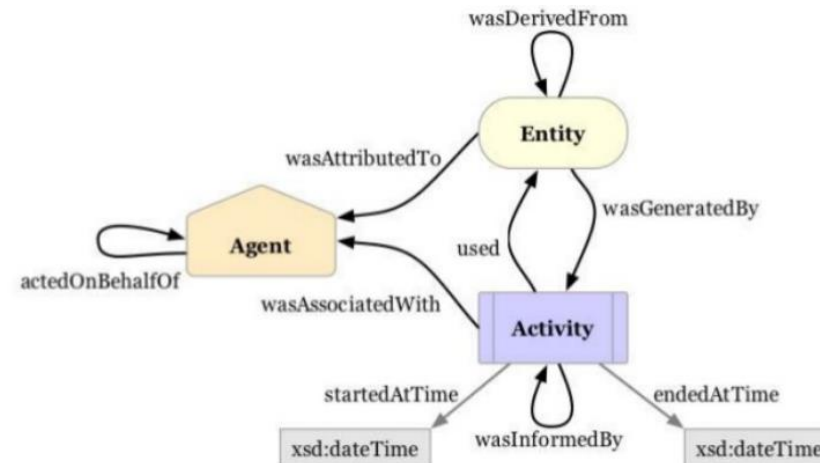 wasDerivedFrom
Entity
wasAttributedTo
wasGeneratedBy
Agent
used
actedOnBehalfOf
wasAssociatedWith
Activity
startedAtTime
endedAtTime
wasInformedBy
xsd:dateTime
xsd:dateTime